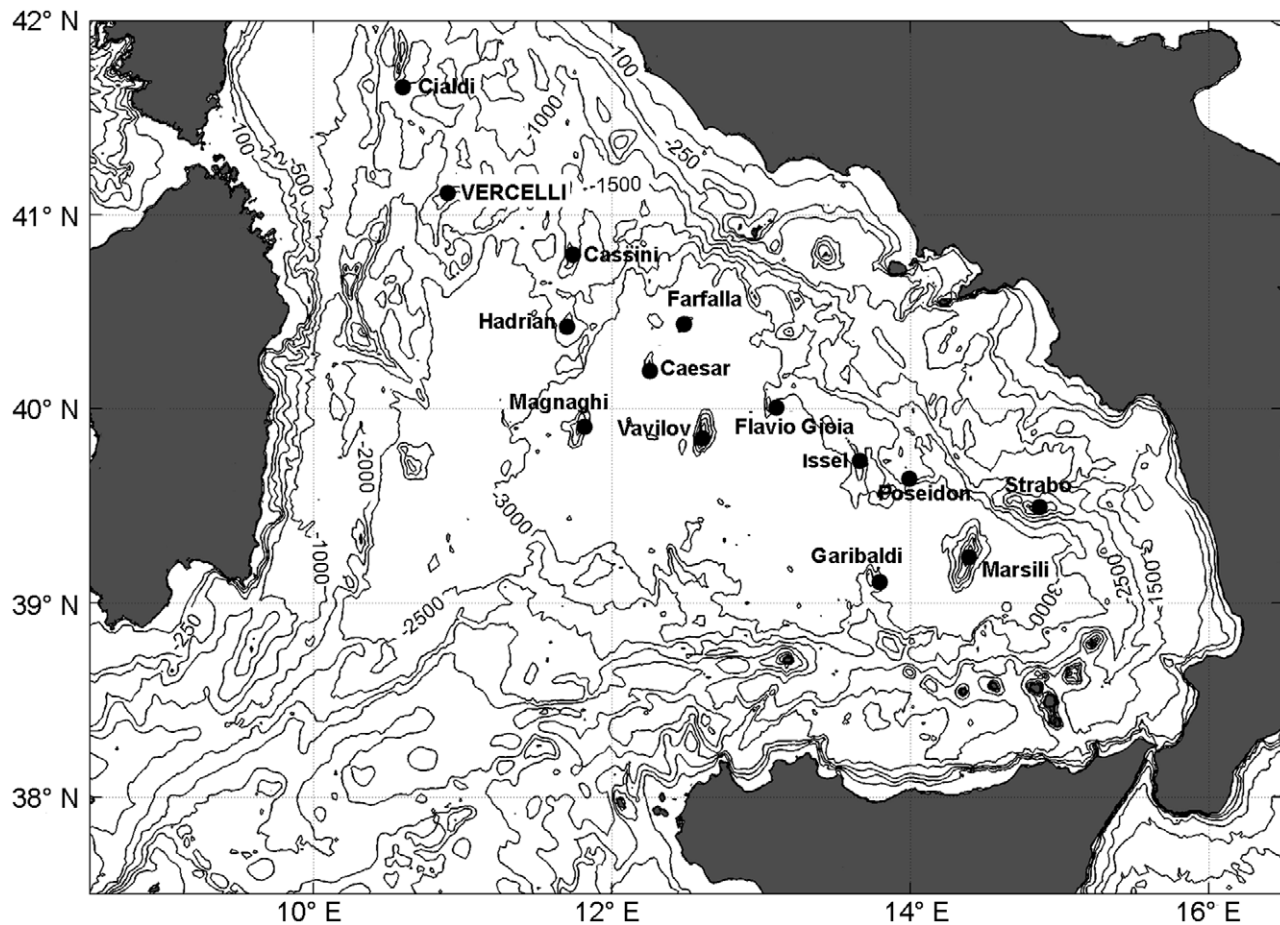 42° N
-100
Cialdi
-1000
-100
-250
-500
-1500
VERCELLI
41° N
Cassini
Farfalla
Hadrian
Caesar
40° N
Magnaghi
Vavilov
Flavio Gioia
Issel
-2000
Poseidon
Strabo
-3000
-1000
Garibaldi
Marsili
-2500
-1500
39° N
-3000
-2500
-250
38° N
10° E
12° E
14° E
16° E